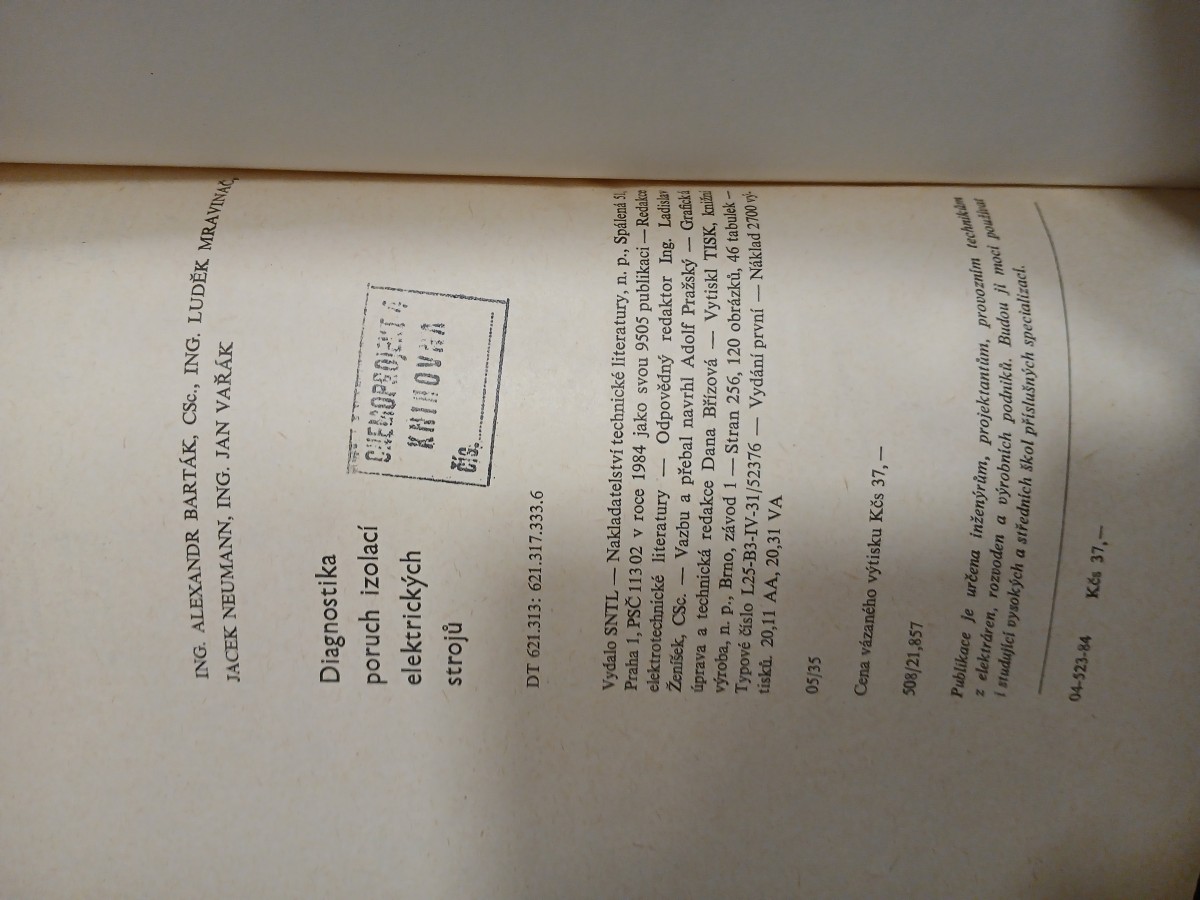 ING. ALEXANDR BARTÁK, CSc., ING. LUDĚK MRAVINAČ,
JACEK NEUMANN, ING. JAN VAŘÁK
Diagnostika
poruch izolací
elektrických
strojů
CHEMOPROJEKT
KNIHOVNA
Čís.
DT 621.313: 621.317.333.6
Vydalo SNTL — Nakladatelství technické literatury, n. p., Spálená 51,
Praha 1, PSČ 113 02 v roce 1984 jako svou 9505 publikaci — Redakce
elektrotechnické literatury — Odpovědný redaktor Ing. Ladislav
Ženíšek, CSc. — Vazbu a přebal navrhl Adolf Pražský — Grafická
úprava a technická redakce Dana Břízová — Vytiskl TISK, knižní
výroba, n. p., Brno, závod 1 — Stran 256, 120 obrázků, 46 tabulek —
Typové číslo L25-B3-IV-31/52376 — Vydání první — Náklad 2700 vý-
tisků. 20,11 AA, 20,31 VA
05/35
Cena vázaného výtisku Kčs 37,—
508/21,857
Publikace je určena inženýrům, projektantům, provozním technikům
z elektráren, rozvoden a výrobních podniků. Budou ji moci používat
i studující vysokých a středních škol příslušných specializací.
04-523-84 Kčs 37,—